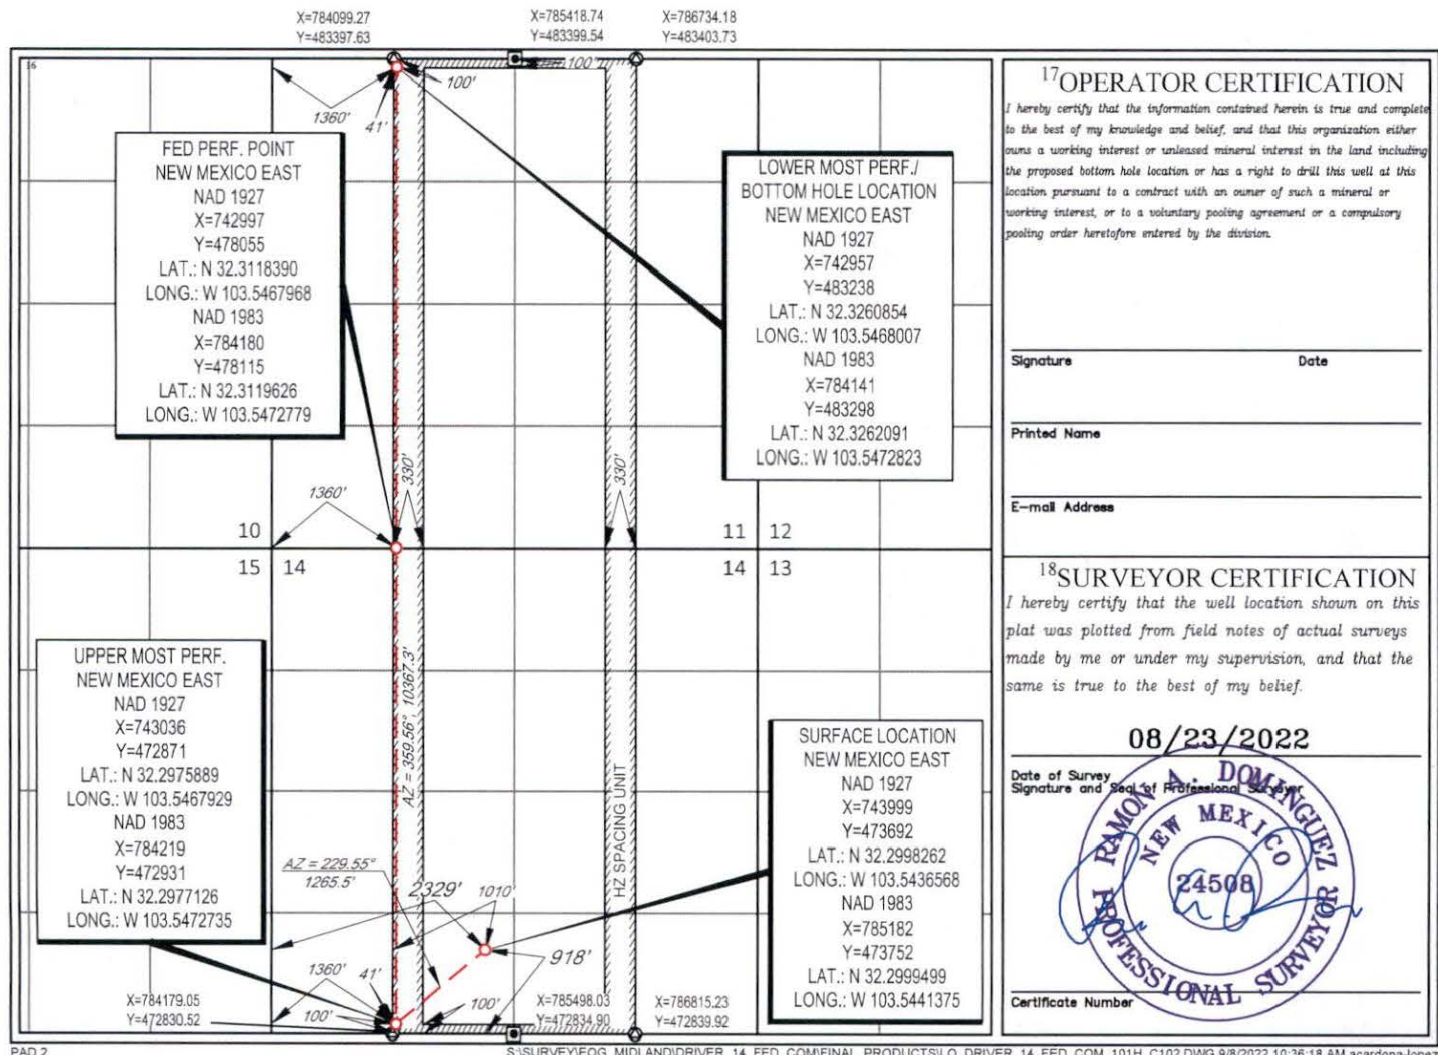 X=784099.27
Y=483397.63
X=785418.74
Y=483399.54
X=786734.18
Y=483403.73
16
100'
100'
1360'
41'
FED PERF. POINT
NEW MEXICO EAST
NAD 1927
X=742997
Y=478055
LAT.: N 32.3118390
LONG.: W 103.5467968
NAD 1983
X=784180
Y=478115
LAT.: N 32.3119626
LONG.: W 103.5472779
LOWER MOST PERF./
BOTTOM HOLE LOCATION
NEW MEXICO EAST
NAD 1927
X=742957
Y=483238
LAT.: N 32.3260854
LONG.: W 103.5468007
NAD 1983
X=784141
Y=483298
LAT.: N 32.3262091
LONG.: W 103.5472823
1360'
330'
330'
10
11
12
15
14
14
13
AZ = 359.56°, 10367.3'
HZ SPACING UNIT
UPPER MOST PERF.
NEW MEXICO EAST
NAD 1927
X=743036
Y=472871
LAT.: N 32.2975889
LONG.: W 103.5467929
NAD 1983
X=784219
Y=472931
LAT.: N 32.2977126
LONG.: W 103.5472735
SURFACE LOCATION
NEW MEXICO EAST
NAD 1927
X=743999
Y=473692
LAT.: N 32.2998262
LONG.: W 103.5436568
NAD 1983
X=785182
Y=473752
LAT.: N 32.2999499
LONG.: W 103.5441375
AZ = 229.55°
1265.5'
2329'
1010'
918'
1360'
41'
100'
100'
X=784179.05
Y=472830.52
X=785498.03
Y=472834.90
X=786815.23
Y=472839.92
17OPERATOR CERTIFICATION
I hereby certify that the information contained herein is true and complete
to the best of my knowledge and belief, and that this organization either
owns a working interest or unleased mineral interest in the land including
the proposed bottom hole location or has a right to drill this well at this
location pursuant to a contract with an owner of such a mineral or
working interest, or to a voluntary pooling agreement or a compulsory
pooling order heretofore entered by the division.
Signature Date
Printed Name
E-mail Address
18SURVEYOR CERTIFICATION
I hereby certify that the well location shown on this
plat was plotted from field notes of actual surveys
made by me or under my supervision, and that the
same is true to the best of my belief.
08/23/2022
Date of Survey
Signature and Seal of Professional Surveyor
RAMON A. DOMINGUEZ
NEW MEXICO
24508
PROFESSIONAL SURVEYOR
Certificate Number
PAD 2
S:\SURVEY\EOG_MIDLAND\DRIVER_14_FED_COM\FINAL_PRODUCTS\LO_DRIVER_14_FED_COM_101H_C102.DWG 9/8/2022 10:36:18 AM acardona-lopez